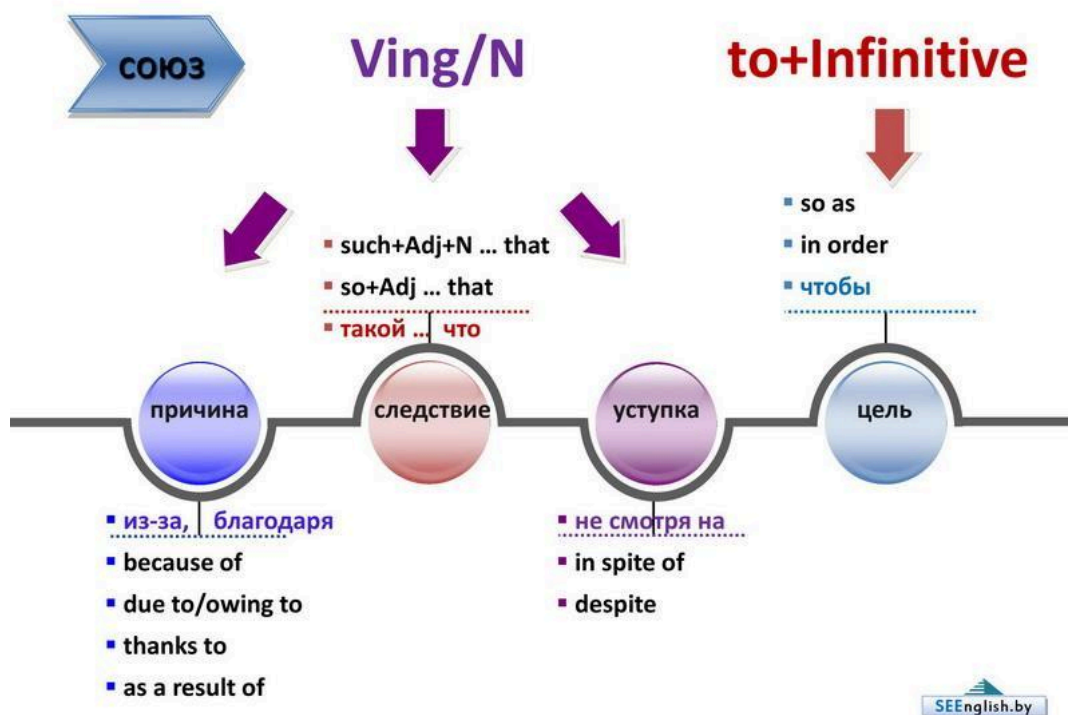 союз
Ving/N
to+Infinitive
such+Adj+N ... that
so+Adj ... that
такой ... что
so as
in order
чтобы
причина
следствие
уступка
цель
из-за, благодаря
because of
due to/owing to
thanks to
as a result of
не смотря на
in spite of
despite
SEEnglish.by